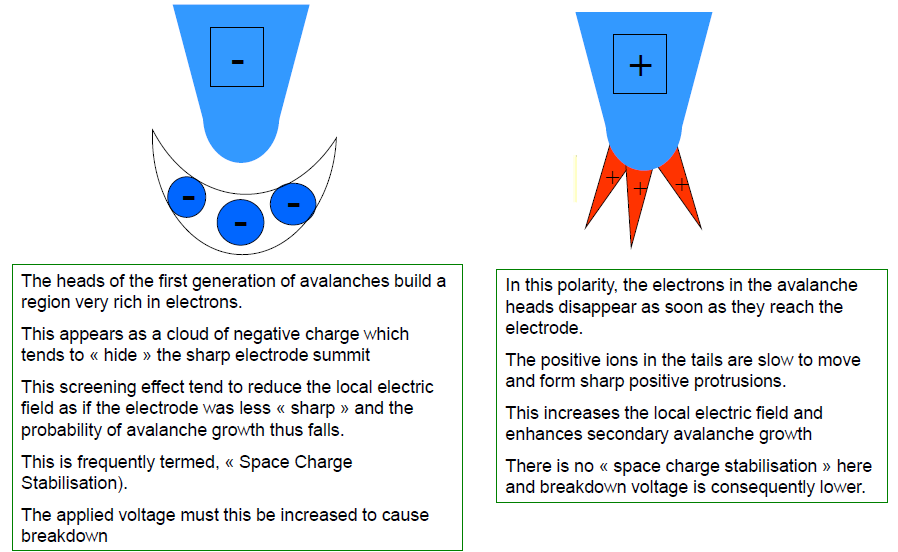 -
-
-
-
The heads of the first generation of avalanches build a
region very rich in electrons.
This appears as a cloud of negative charge which
tends to « hide » the sharp electrode summit
This screening effect tend to reduce the local electric
field as if the electrode was less « sharp » and the
probability of avalanche growth thus falls.
This is frequently termed, « Space Charge
Stabilisation).
The applied voltage must this be increased to cause
breakdown
+
+
+
+
In this polarity, the electrons in the avalanche
heads disappear as soon as they reach the
electrode.
The positive ions in the tails are slow to move
and form sharp positive protrusions.
This increases the local electric field and
enhances secondary avalanche growth
There is no « space charge stabilisation » here
and breakdown voltage is consequently lower.